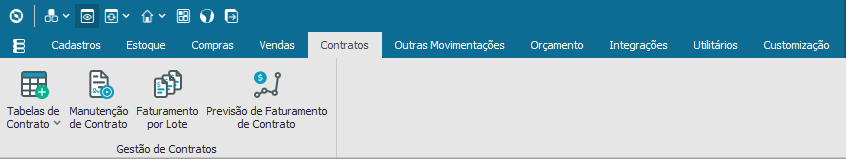 Cadastros Estoque Compras Vendas Contratos Outras Movimentações Orçamento Integrações Utilitários Customização
Tabelas de Contrato
Manutenção de Contrato
Faturamento por Lote
Previsão de Faturamento de Contrato
Gestão de Contratos